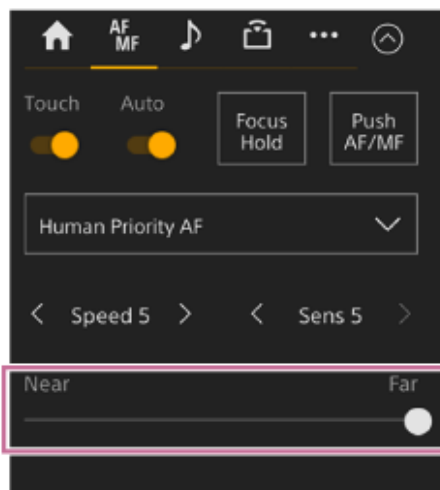 AF
MF
Touch Auto
Focus
Hold
Push
AF/MF
Human Priority AF
Speed 5
Sens 5
Near Far